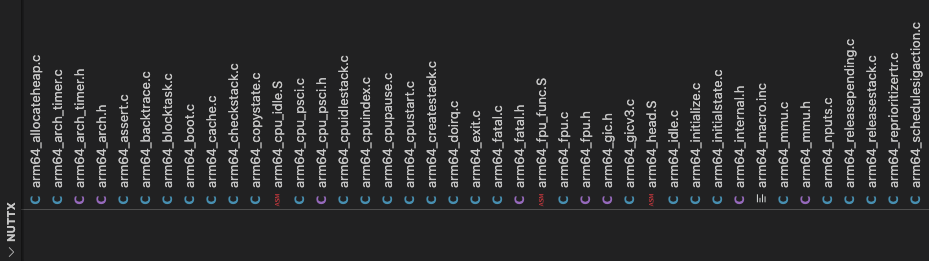 NUTTX
arm64_allocateheap.c
arm64_arch_timer.c
arm64_arch_timer.h
arm64_arch.h
arm64_assert.c
arm64_backtrace.c
arm64_blocktask.c
arm64_boot.c
arm64_cache.c
arm64_checkstack.c
arm64_copystate.c
arm64_cpu_idle.S
arm64_cpu_psci.c
arm64_cpu_psci.h
arm64_cpuidlestack.c
arm64_cpuindex.c
arm64_cpupause.c
arm64_cpustart.c
arm64_createstack.c
arm64_doirq.c
arm64_exit.c
arm64_fatal.c
arm64_fatal.h
arm64_fpu_func.S
arm64_fpu.c
arm64_fpu.h
arm64_gic.h
arm64_gicv3.c
arm64_head.S
arm64_idle.c
arm64_initialize.c
arm64_initialstate.c
arm64_internal.h
arm64_macro.inc
arm64_mmu.c
arm64_mmu.h
arm64_nputs.c
arm64_releasepending.c
arm64_releasestack.c
arm64_reprioritizertr.c
arm64_schedulesigaction.c